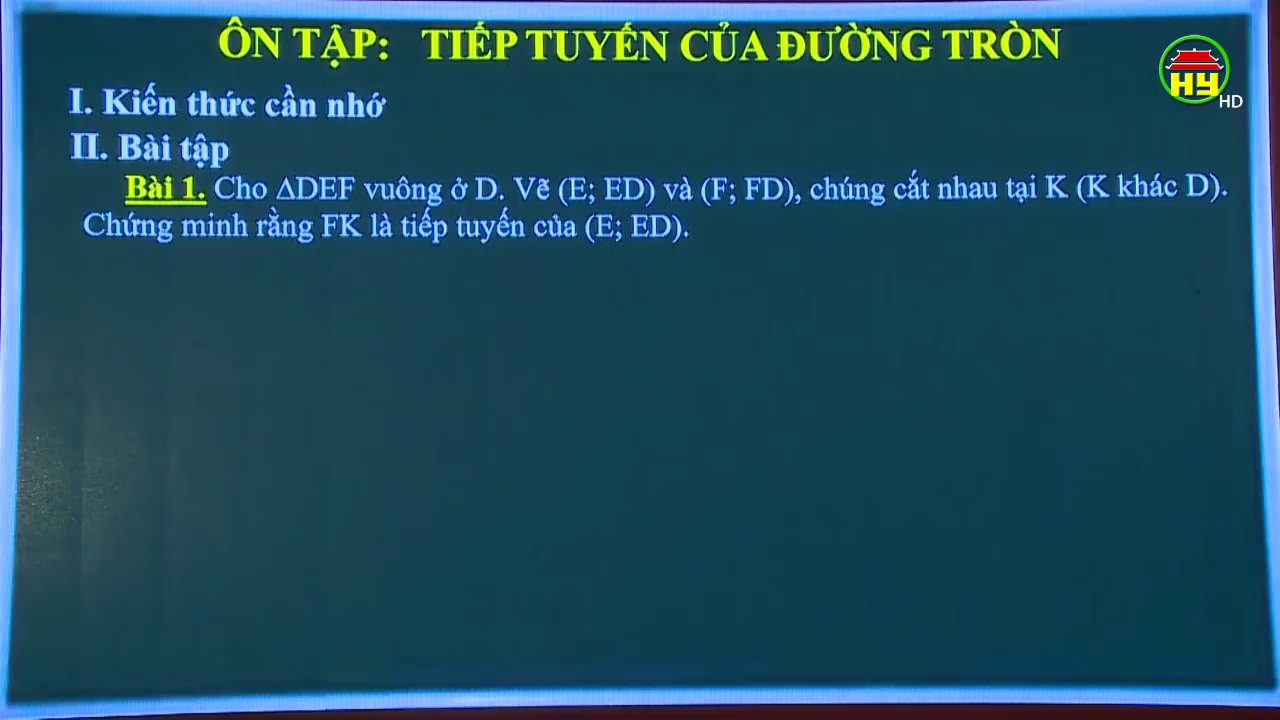 ÔN TẬP: TIẾP TUYẾN CỦA ĐƯỜNG TRÒN
HY
HD
I. Kiến thức cần nhớ
II. Bài tập
Bài 1. Cho ΔDEF vuông ở D. Vẽ (E; ED) và (F; FD), chúng cắt nhau tại K (K khác D).
Chứng minh rằng FK là tiếp tuyến của (E; ED).